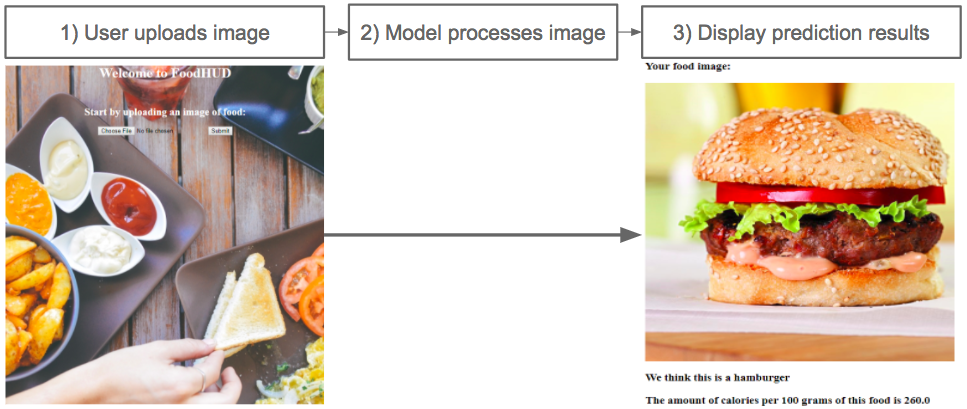 1) User uploads image
2) Model processes image
3) Display prediction results
Welcome to FoodHUD
Start by uploading an image of food:
Choose File No file chosen Submit
Your food image:
We think this is a hamburger
The amount of calories per 100 grams of this food is 260.0